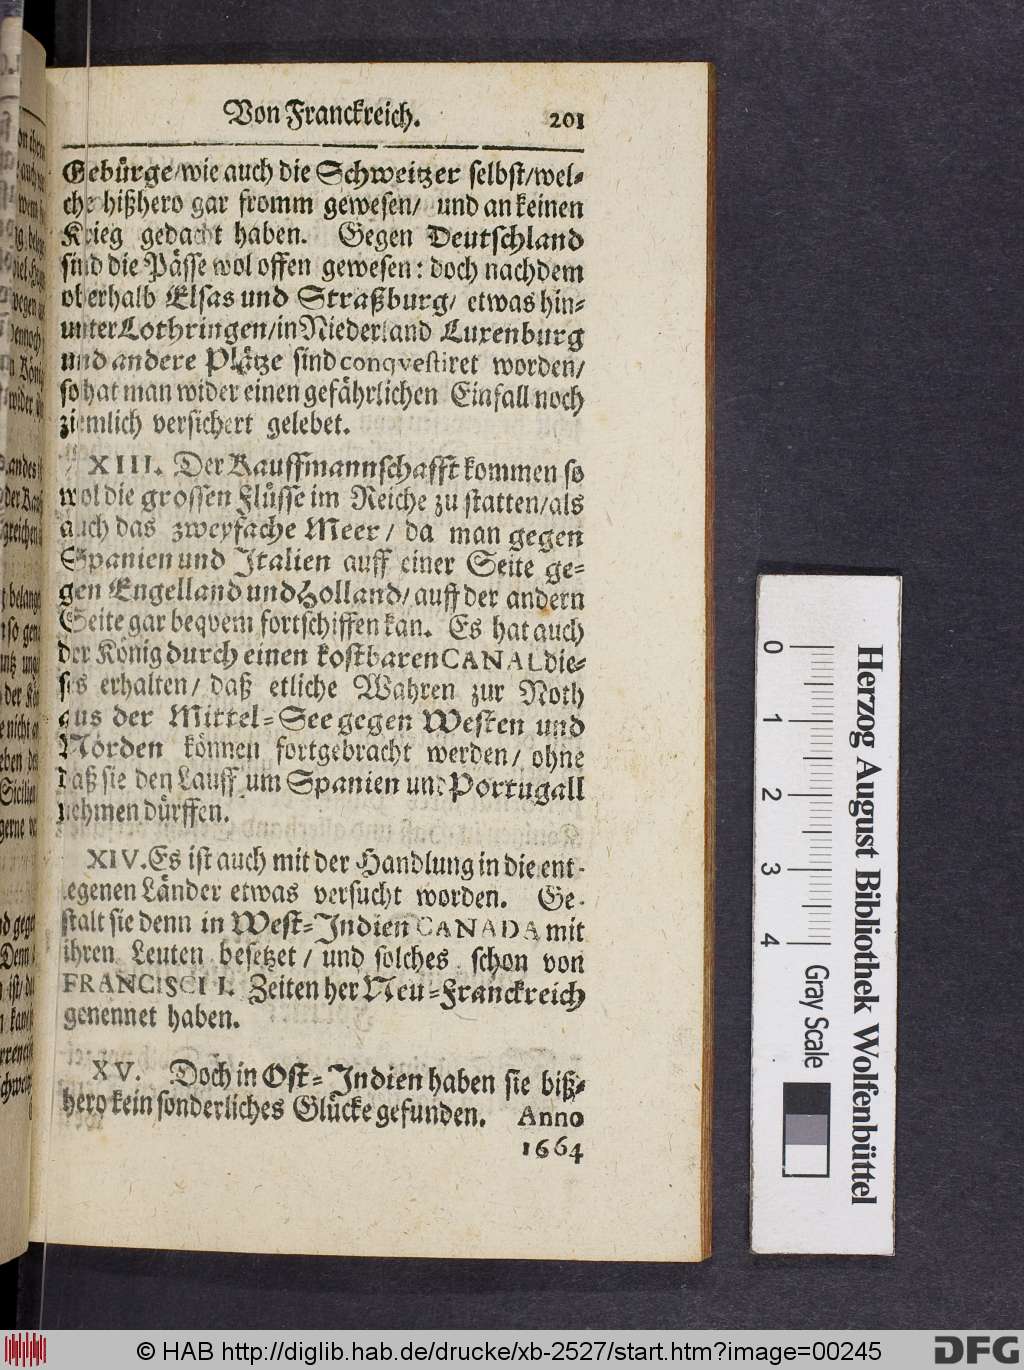 Von Franckreich. 201
Gebürge/wie auch die Schweitzer selbst/wel-
che bißhero gar fromm gewesen/ und an keinen
Krieg gedacht haben. Gegen Deutschland
sind die Pässe wol offen gewesen: doch nachdem
oberhalb Elsas und Straßburg/ etwas hin-
unter Lothringen/in Niederland Luxenburg
und andere Plätze sind conqvestiret worden/
so hat man wider einen gefährlichen Einfall noch
ziemlich versichert gelebet.
XIII. Der Kauffmannschafft kommen so
wol die grossen Flüsse im Reiche zu statten/als
auch das zweyfache Meer/ da man gegen
Spanien und Italien auff einer Seite ge-
gen Engelland und Holland/auff der andern
Seite gar beqvem fortschiffen kan. Es hat auch
der König durch einen kostbaren CANAL die-
ses erhalten/ daß etliche Wahren zur Noth
aus der Mittel-See gegen Westen und
Norden können fortgebracht werden/ ohne
daß sie den Lauff um Spanien und Portugall
nehmen dürffen.
XIV. Es ist auch mit der Handlung in die ent-
legenen Länder etwas versucht worden. Ge-
stalt sie denn in West-Indien CANADA mit
ihren Leuten besetzet/ und solches schon von
FRANCISCI I. Zeiten her Neu-Franckreich
genennet haben.
XV. Doch in Ost-Indien haben sie biß-
hero kein sonderliches Glücke gefunden. Anno
1664
0
1
2
3
4
Herzog August Bibliothek Wolfenbüttel
Gray Scale
© HAB http://diglib.hab.de/drucke/xb-2527/start.htm?image=00245
DFG